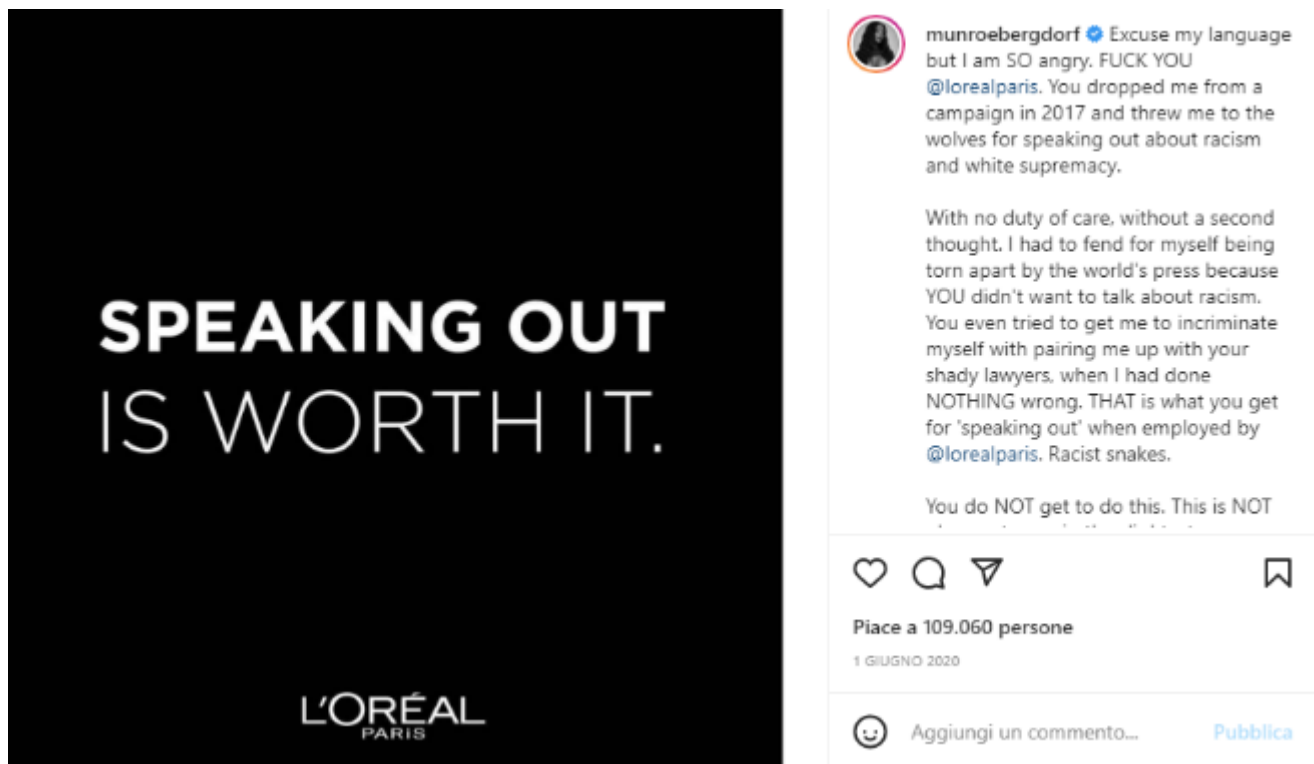 SPEAKING OUT
IS WORTH IT.
L'ORÉAL
PARIS
munroebergdorf Excuse my language
but I am SO angry. FUCK YOU
@lorealparis. You dropped me from a
campaign in 2017 and threw me to the
wolves for speaking out about racism
and white supremacy.
With no duty of care, without a second
thought. I had to fend for myself being
torn apart by the world's press because
YOU didn't want to talk about racism.
You even tried to get me to incriminate
myself with pairing me up with your
shady lawyers, when I had done
NOTHING wrong. THAT is what you get
for 'speaking out' when employed by
@lorealparis. Racist snakes.
You do NOT get to do this. This is NOT
Piace a 109.060 persone
1 GIUGNO 2020
Aggiungi un commento...
Pubblica